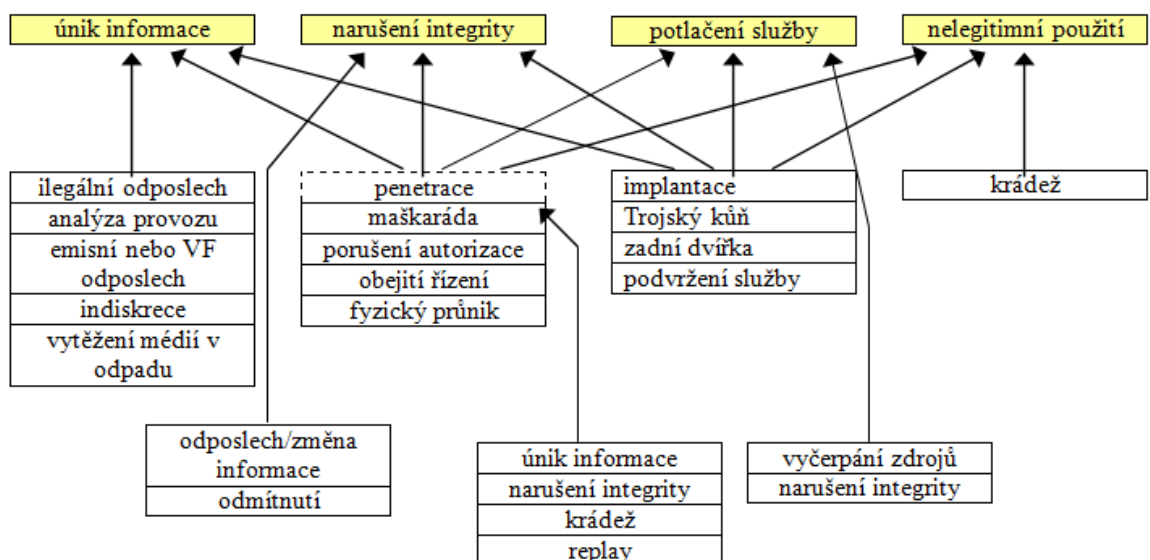 únik informace
narušení integrity
potlačení služby
nelegitimní použití
ilegální odposlech
analýza provozu
emisní nebo VF
odposlech
indiskrece
vytěžení médií v
odpadu
penetrace
maškaráda
porušení autorizace
obejití řízení
fyzický průnik
implantace
Trojský kůň
zadní dvířka
podvržení služby
krádež
odposlech/změna
informace
odmítnutí
únik informace
narušení integrity
krádež
replay
vyčerpání zdrojů
narušení integrity